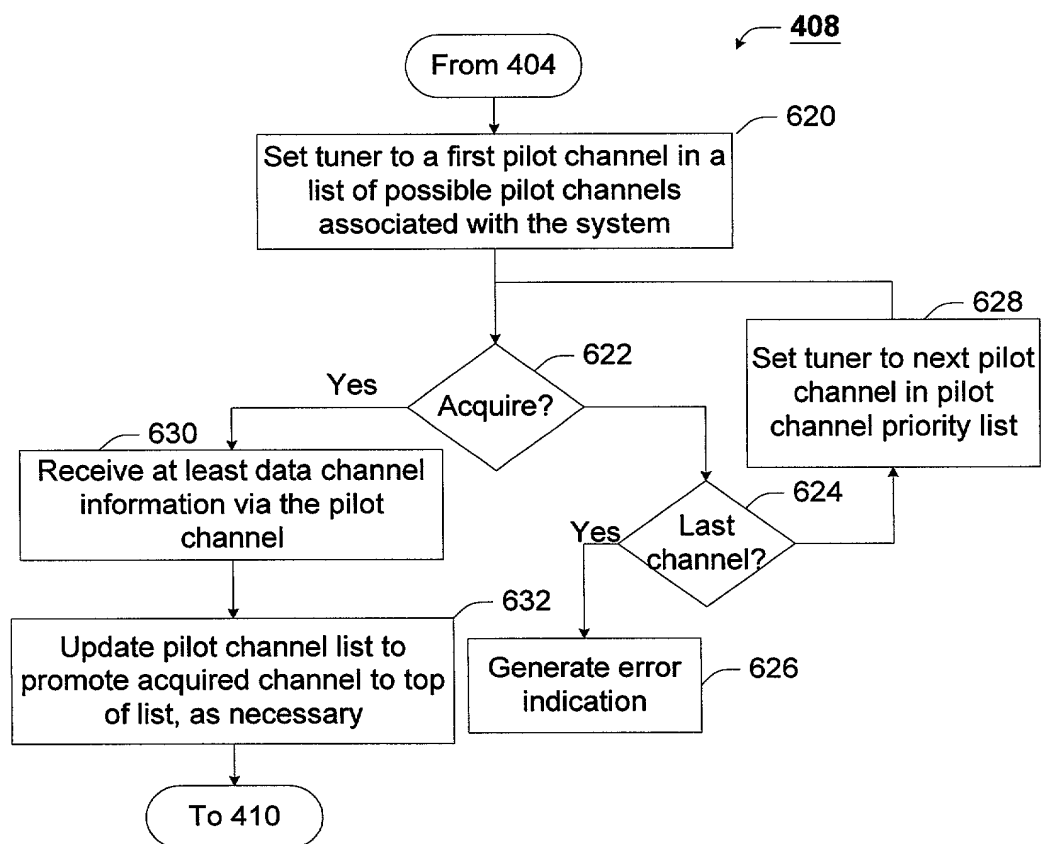 408
From 404
620
Set tuner to a first pilot channel in a
list of possible pilot channels
associated with the system
628
Set tuner to next pilot
channel in pilot
channel priority list
622
Yes
Acquire?
630
Receive at least data channel
information via the pilot
channel
624
Yes
Last
channel?
632
Update pilot channel list to
promote acquired channel to top
of list, as necessary
Generate error
indication
626
To 410